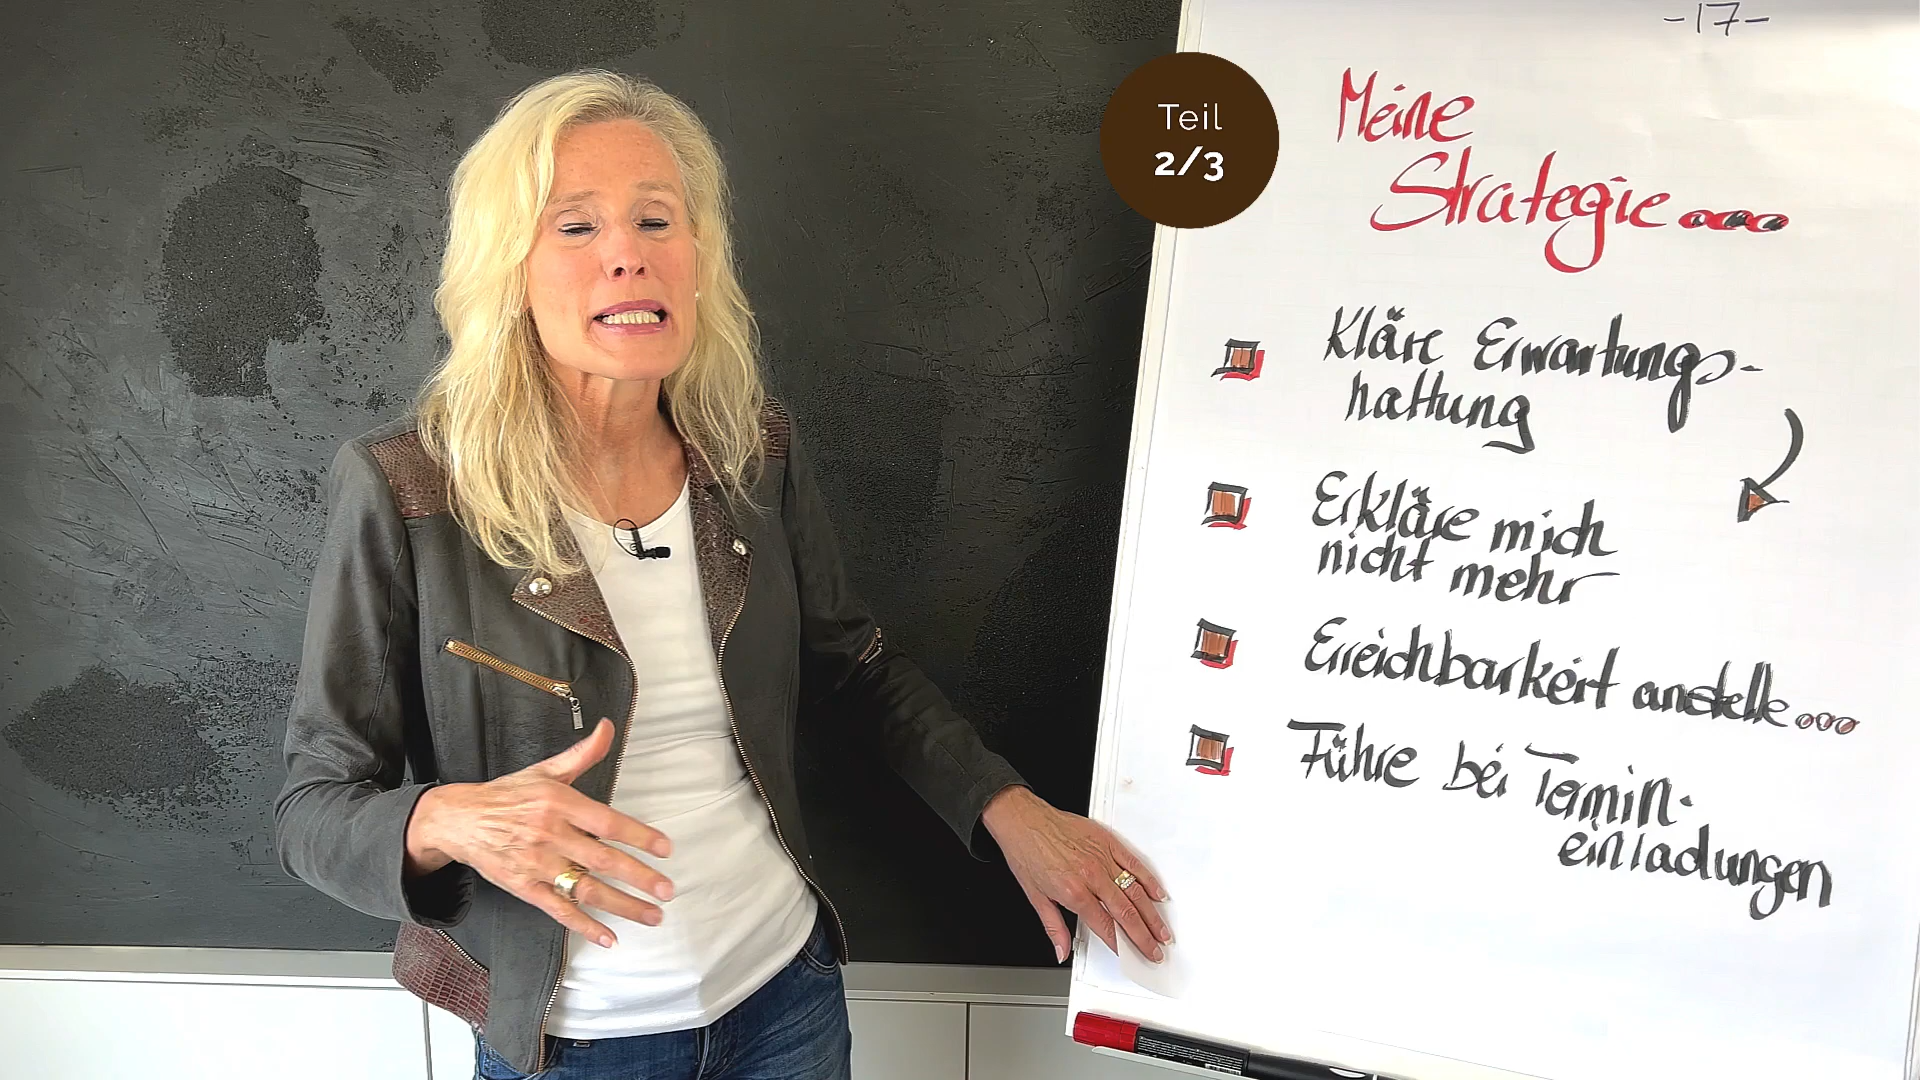 -17-
Teil
2/3
Meine
Strategie...
Kläre Erwartungs-
haltung
Erkläre mich
nicht mehr
Erreichbarkeit anstelle...
Führe bei Termin-
einladungen